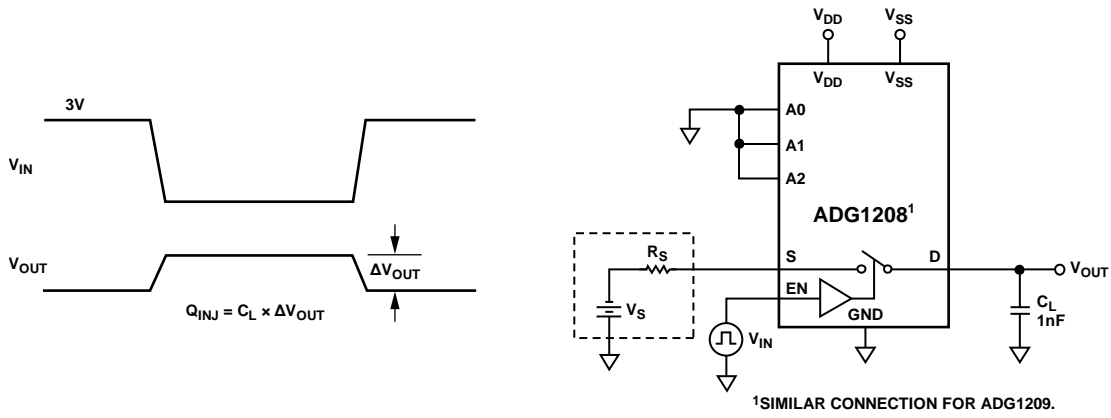 3V
V_IN
V_OUT
ΔV_OUT
Q_INJ = C_L × ΔV_OUT
V_DD
V_SS
V_DD
V_SS
A0
A1
A2
ADG1208¹
R_S
S
D
V_OUT
EN
V_S
GND
C_L
1nF
V_IN
¹SIMILAR CONNECTION FOR ADG1209.